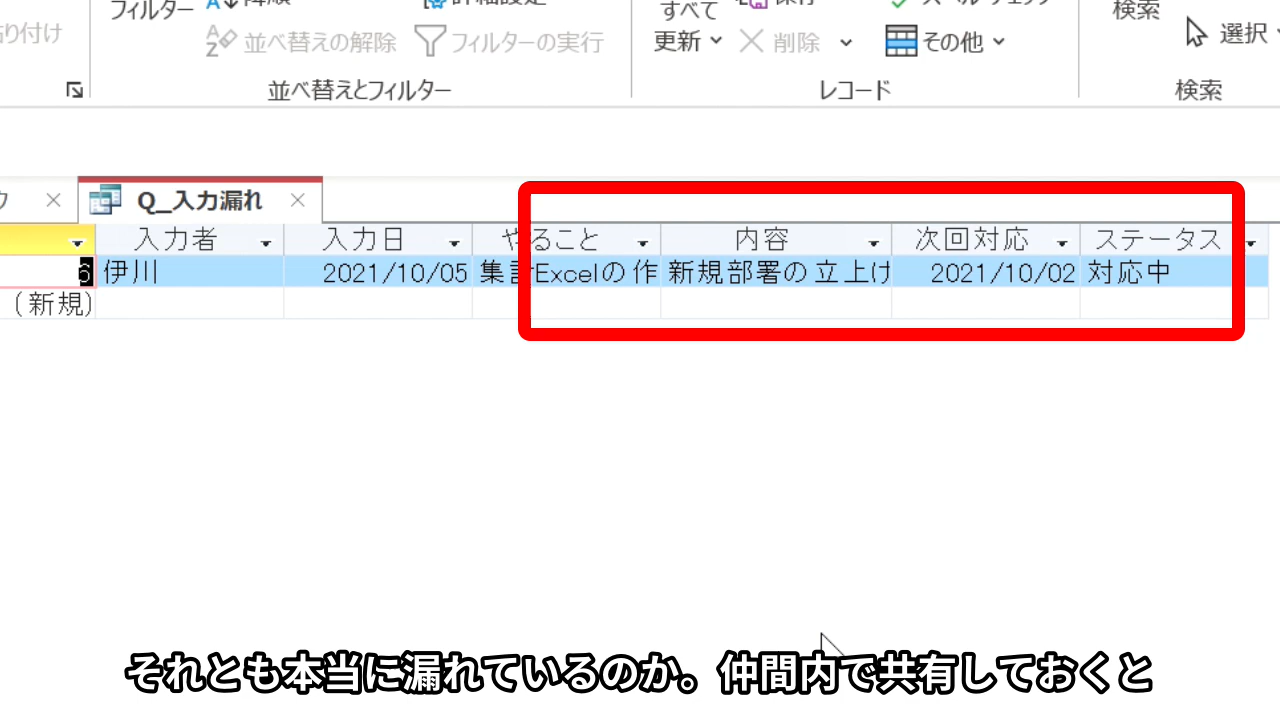 フィルター
貼り付け
並べ替えの解除
フィルターの実行
すべて
更新
削除
その他
検索
選択
並べ替えとフィルター
レコード
検索
Q_入力漏れ
入力者 入力日 やること 内容 次回対応 ステータス
6 伊川 2021/10/05 集計Excelの作 新規部署の立上げ 2021/10/02 対応中
(新規)
それとも本当に漏れているのか。仲間内で共有しておくと